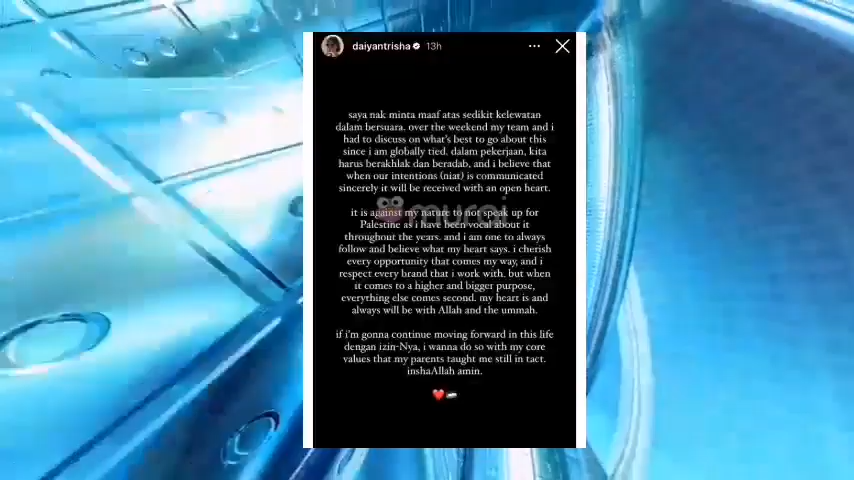 daiyantrisha 13h
saya nak minta maaf atas sedikit kelewatan
dalam bersuara. over the weekend my team and i
had to discuss on what's best to go about this
since i am globally tied. dalam pekerjaan, kita
harus berakhlak dan beradab, and i believe that
when our intentions (niat) is communicated
sincerely it will be received with an open heart.
murai
it is against my nature to not speak up for
Palestine as i have been vocal about it
throughout the years. and i am one to always
follow and believe what my heart says. i cherish
every opportunity that comes my way, and i
respect every brand that i work with. but when
it comes to a higher and bigger purpose,
everything else comes second. my heart is and
always will be with Allah and the ummah.
if i'm gonna continue moving forward in this life
dengan izin-Nya, i wanna do so with my core
values that my parents taught me still in tact.
inshaAllah amin.